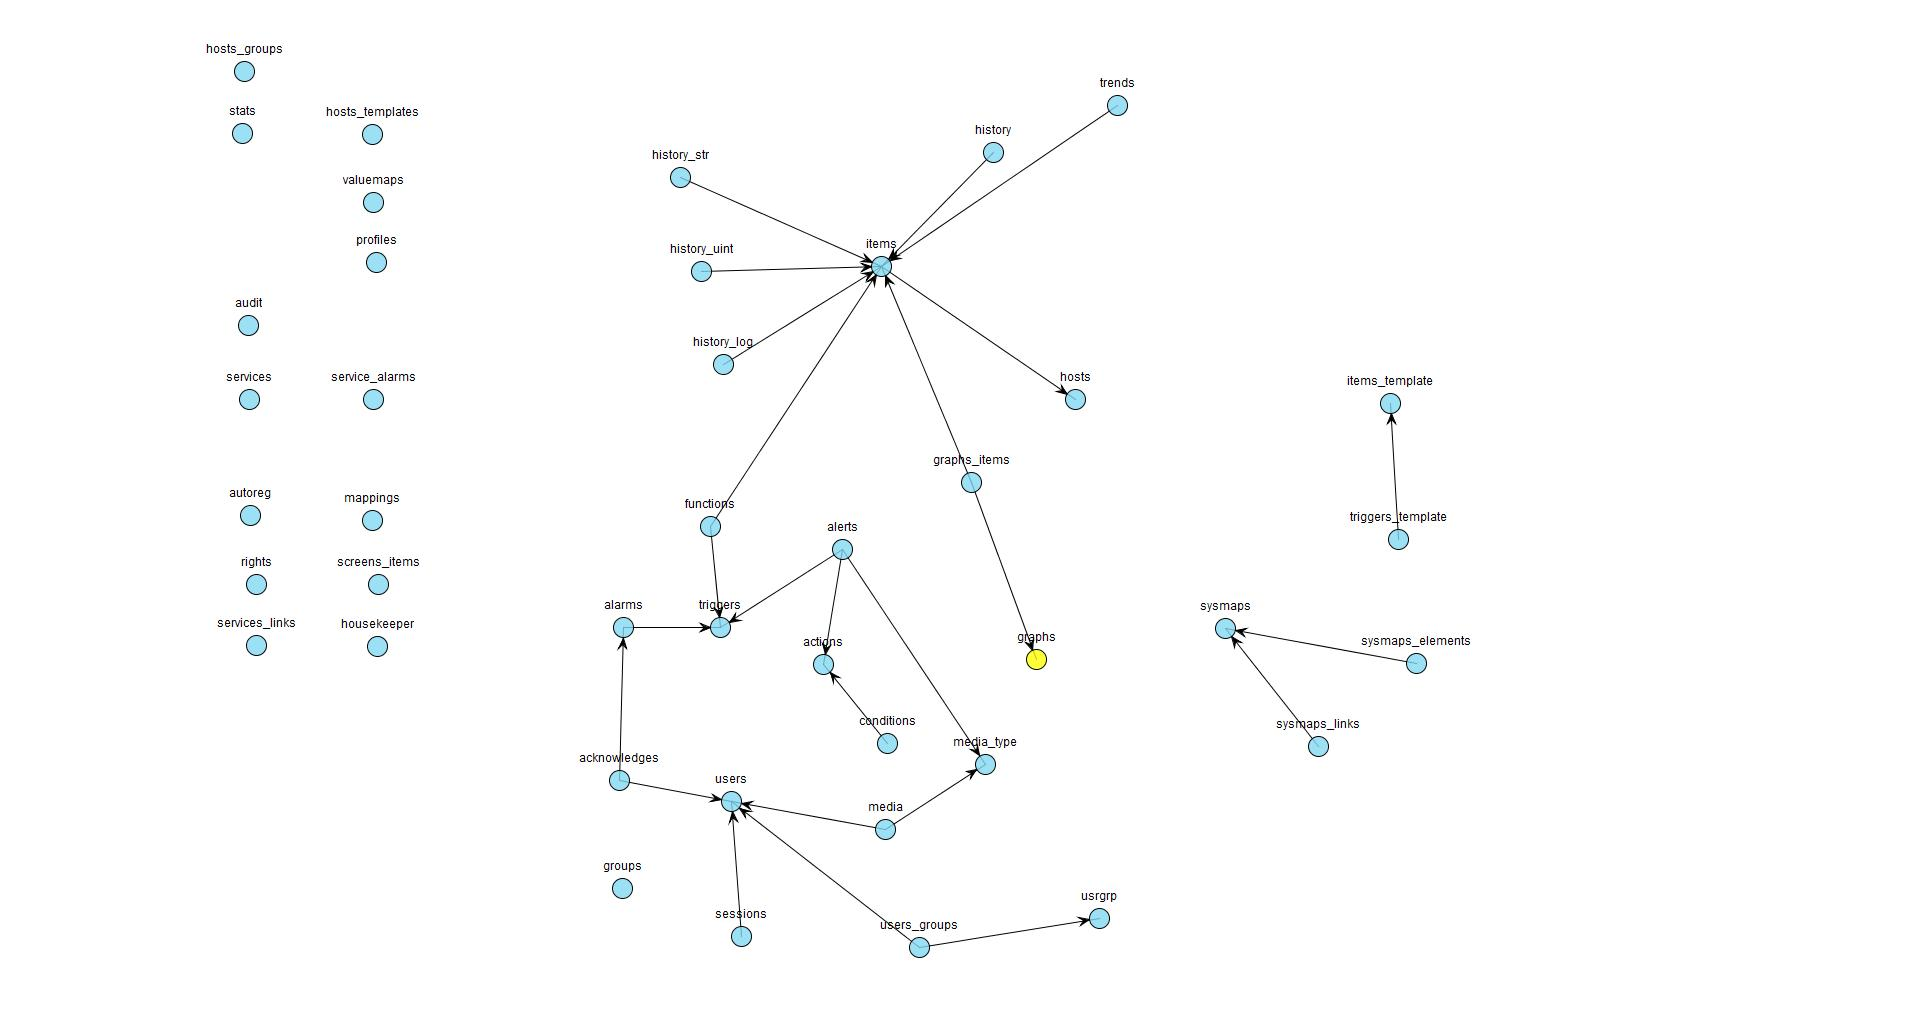 hosts_groups
stats
hosts_templates
valuemaps
profiles
audit
services
service_alarms
autoreg
mappings
rights
screens_items
services_links
housekeeper
trends
history
history_str
items
history_uint
history_log
hosts
graphs_items
functions
alerts
alarms
triggers
actions
graphs
conditions
media_type
acknowledges
users
media
groups
sessions
users_groups
usrgrp
items_template
triggers_template
sysmaps
sysmaps_elements
sysmaps_links